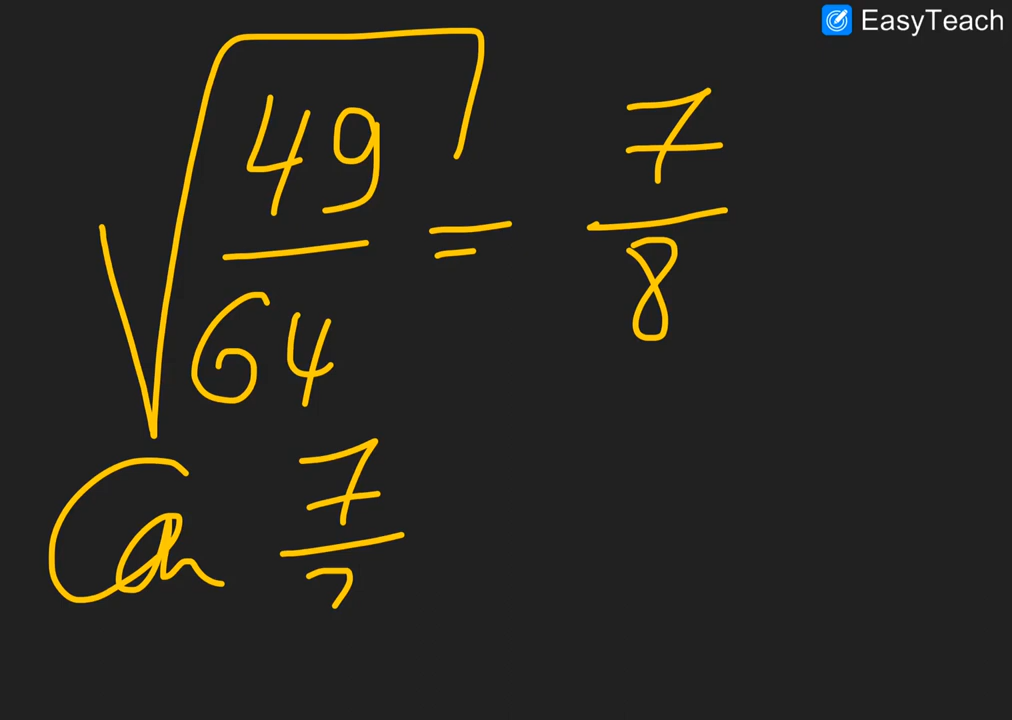 EasyTeach
√(49/64) = 7/8
7/